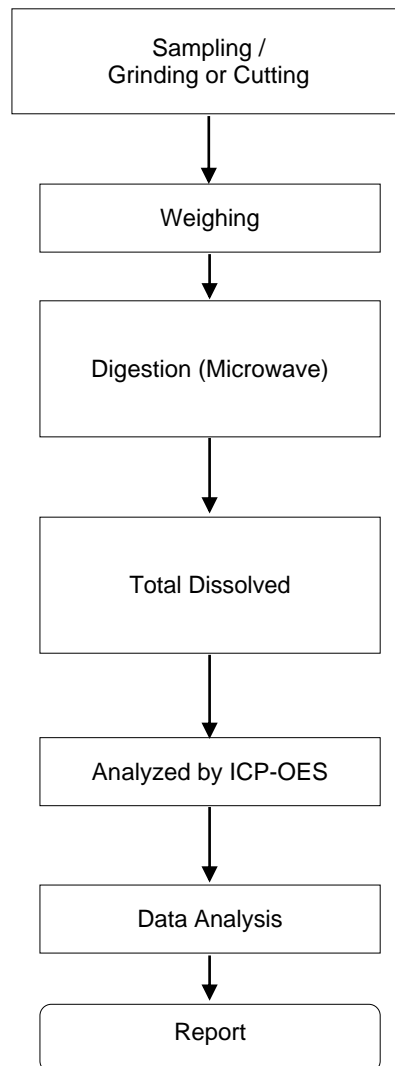 Sampling /
Grinding or Cutting
Weighing
Digestion (Microwave)
Total Dissolved
Analyzed by ICP-OES
Data Analysis
Report